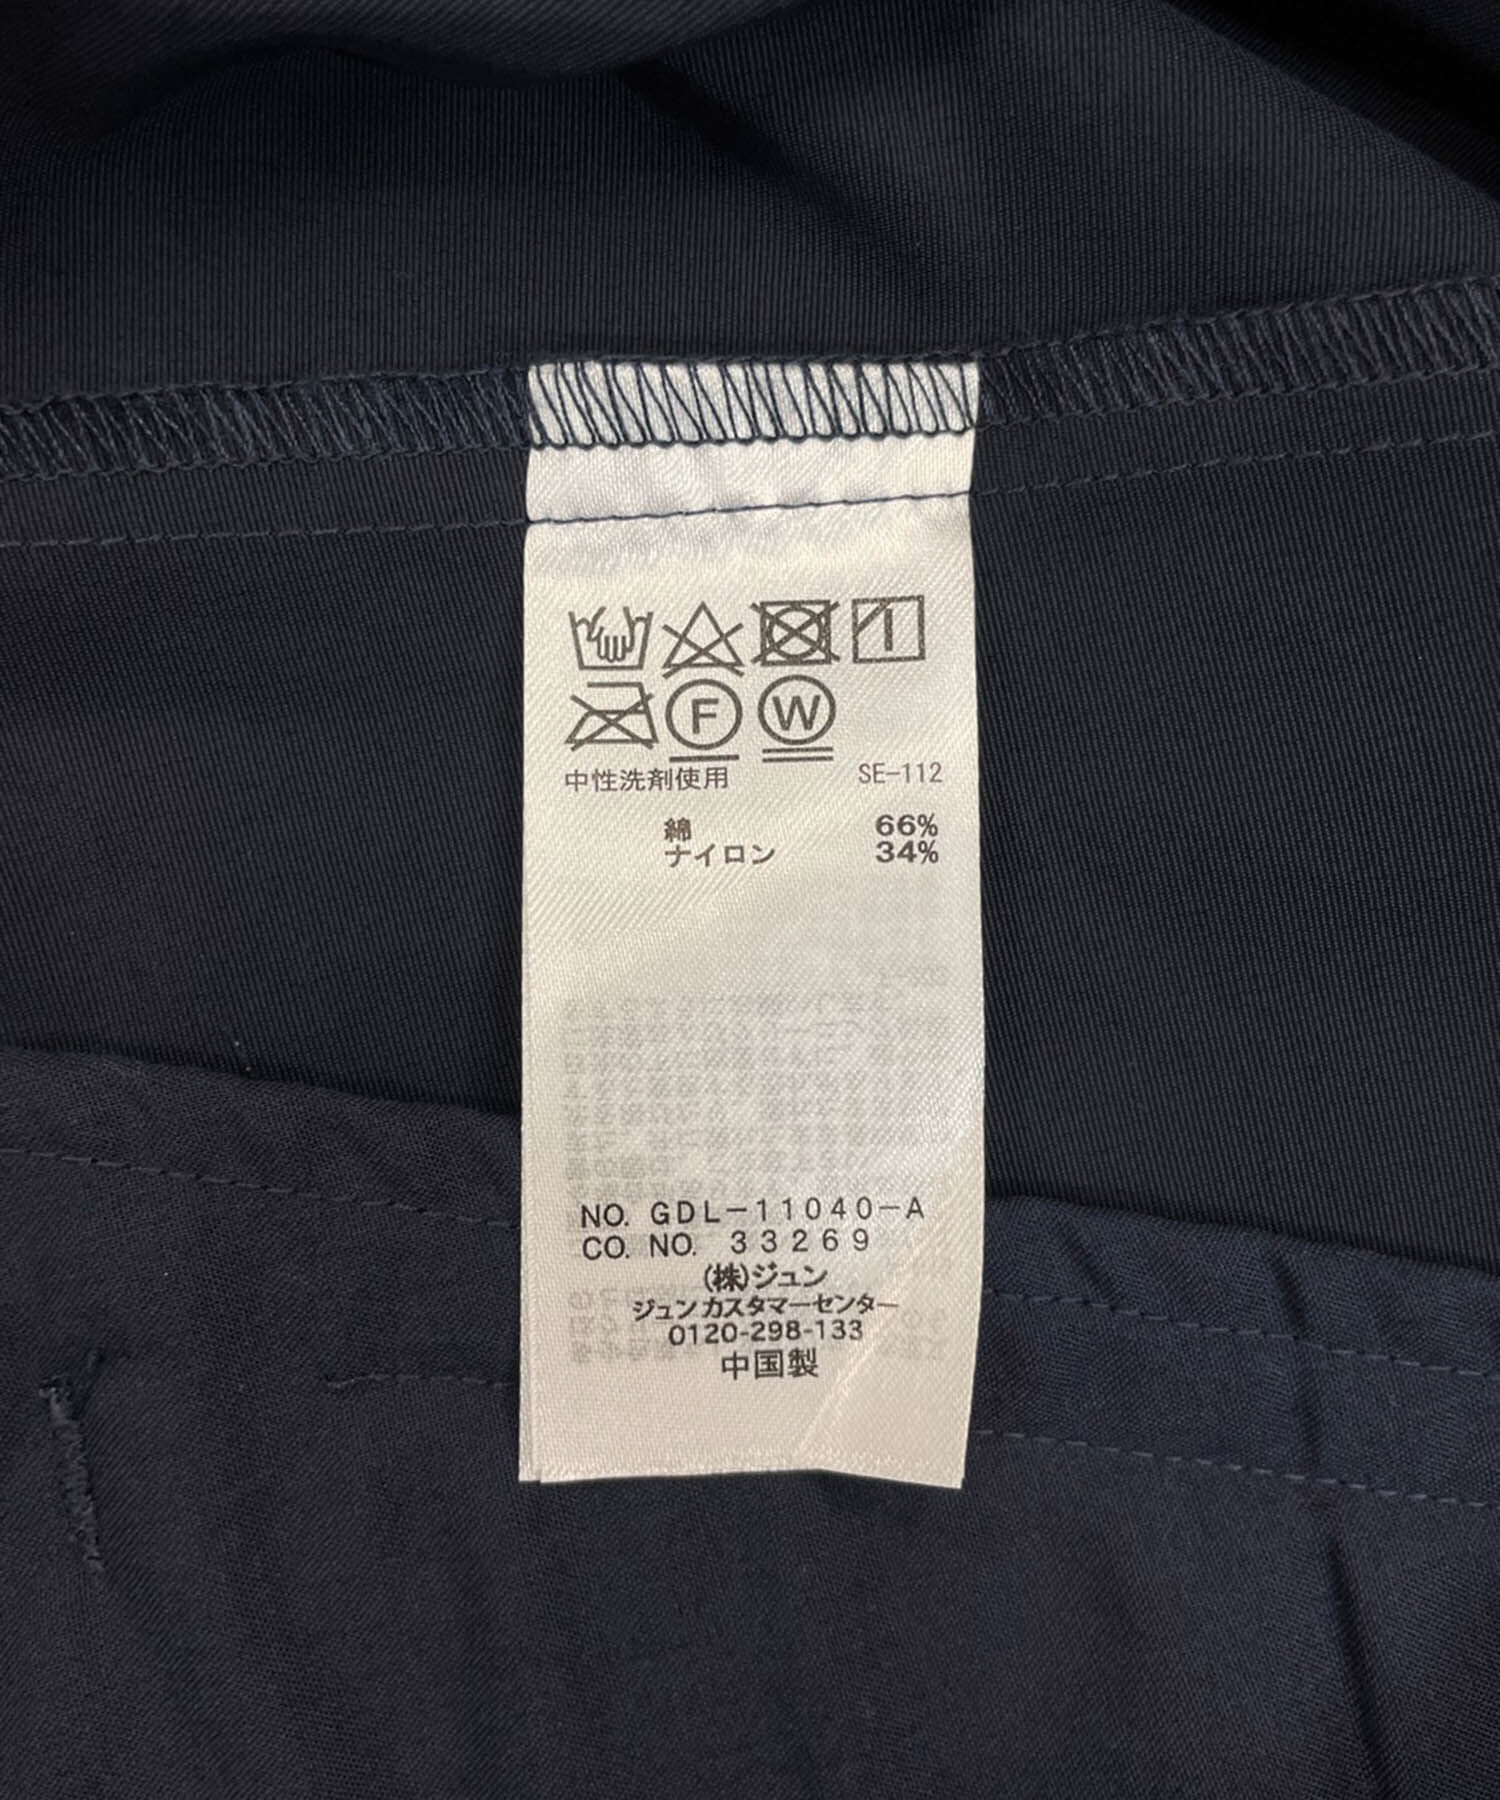 F W
中性洗剤使用 SE-112
綿 66%
ナイロン 34%
NO. GDL-11040-A
CO. NO. 33269
(株)ジュン
ジュンカスタマーセンター
0120-298-133
中国製